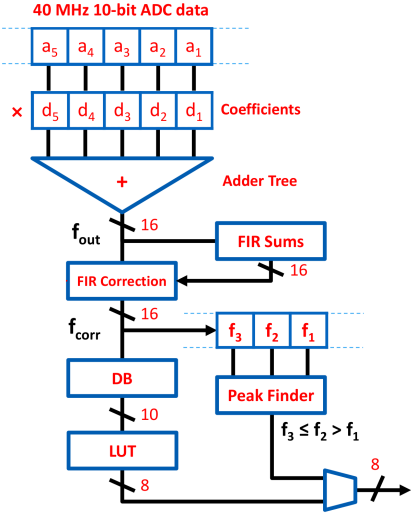 40 MHz 10-bit ADC data
a5 a4 a3 a2 a1
× d5 d4 d3 d2 d1 Coefficients
+ Adder Tree
16
fout
FIR Sums
FIR Correction 16
16
fcorr
f3 f2 f1
DB
Peak Finder
10
f3 ≤ f2 > f1
LUT
8
8